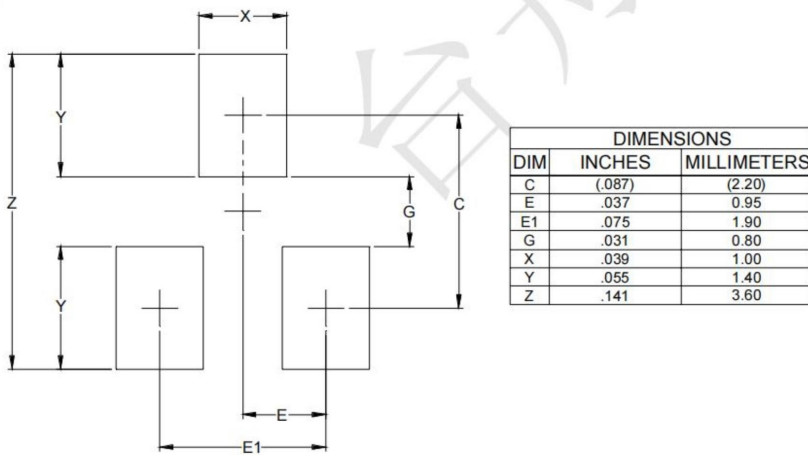 X
Y
Z
G
C
Y
E
E1
DIMENSIONS
DIM INCHES MILLIMETERS
C (.087) (2.20)
E .037 0.95
E1 .075 1.90
G .031 0.80
X .039 1.00
Y .055 1.40
Z .141 3.60